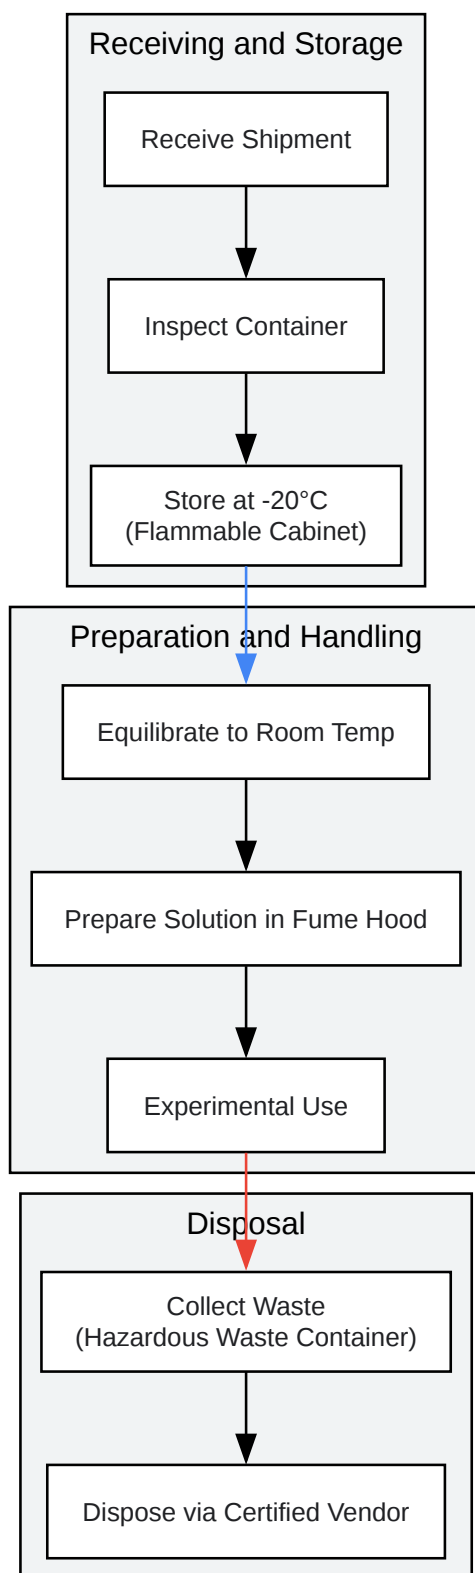 Receiving and Storage
Receive Shipment
Inspect Container
Store at -20°C
(Flammable Cabinet)
Preparation and Handling
Equilibrate to Room Temp
Prepare Solution in Fume Hood
Experimental Use
Disposal
Collect Waste
(Hazardous Waste Container)
Dispose via Certified Vendor